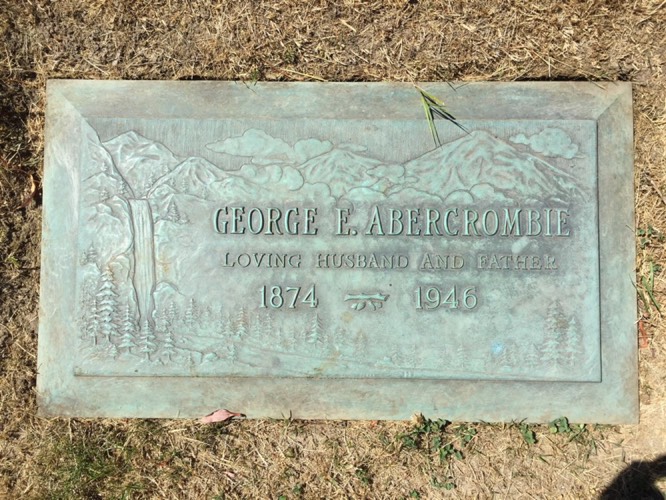 GEORGE E. ABERCROMBIE
LOVING HUSBAND AND FATHER
1874 1946